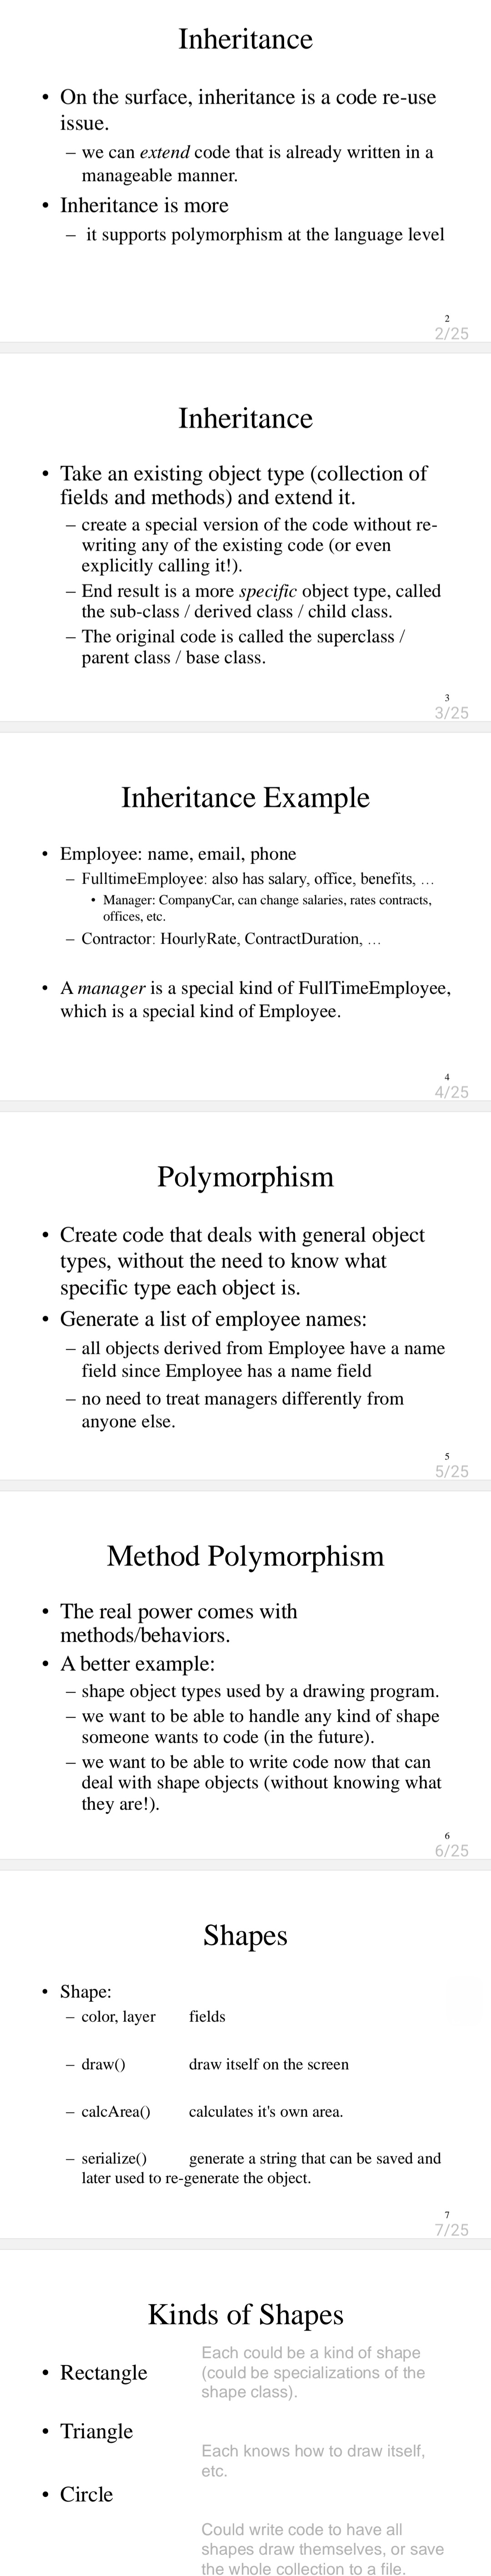 Inheritance
• On the surface, inheritance is a code re-use
issue.
– we can extend code that is already written in a
manageable manner.
• Inheritance is more
– it supports polymorphism at the language level
2
2/25
Inheritance
• Take an existing object type (collection of
fields and methods) and extend it.
– create a special version of the code without re-
writing any of the existing code (or even
explicitly calling it!).
– End result is a more specific object type, called
the sub-class / derived class / child class.
– The original code is called the superclass /
parent class / base class.
3
3/25
Inheritance Example
• Employee: name, email, phone
– FulltimeEmployee: also has salary, office, benefits, …
• Manager: CompanyCar, can change salaries, rates contracts,
offices, etc.
– Contractor: HourlyRate, ContractDuration, …
• A manager is a special kind of FullTimeEmployee,
which is a special kind of Employee.
4
4/25
Polymorphism
• Create code that deals with general object
types, without the need to know what
specific type each object is.
• Generate a list of employee names:
– all objects derived from Employee have a name
field since Employee has a name field
– no need to treat managers differently from
anyone else.
5
5/25
Method Polymorphism
• The real power comes with
methods/behaviors.
• A better example:
– shape object types used by a drawing program.
– we want to be able to handle any kind of shape
someone wants to code (in the future).
– we want to be able to write code now that can
deal with shape objects (without knowing what
they are!).
6
6/25
Shapes
• Shape:
– color, layer fields
– draw() draw itself on the screen
– calcArea() calculates it's own area.
– serialize() generate a string that can be saved and
later used to re-generate the object.
7
7/25
Kinds of Shapes
• Rectangle
• Triangle
• Circle
Each could be a kind of shape
(could be specializations of the
shape class).
Each knows how to draw itself,
etc.
Could write code to have all
shapes draw themselves, or save
the whole collection to a file.